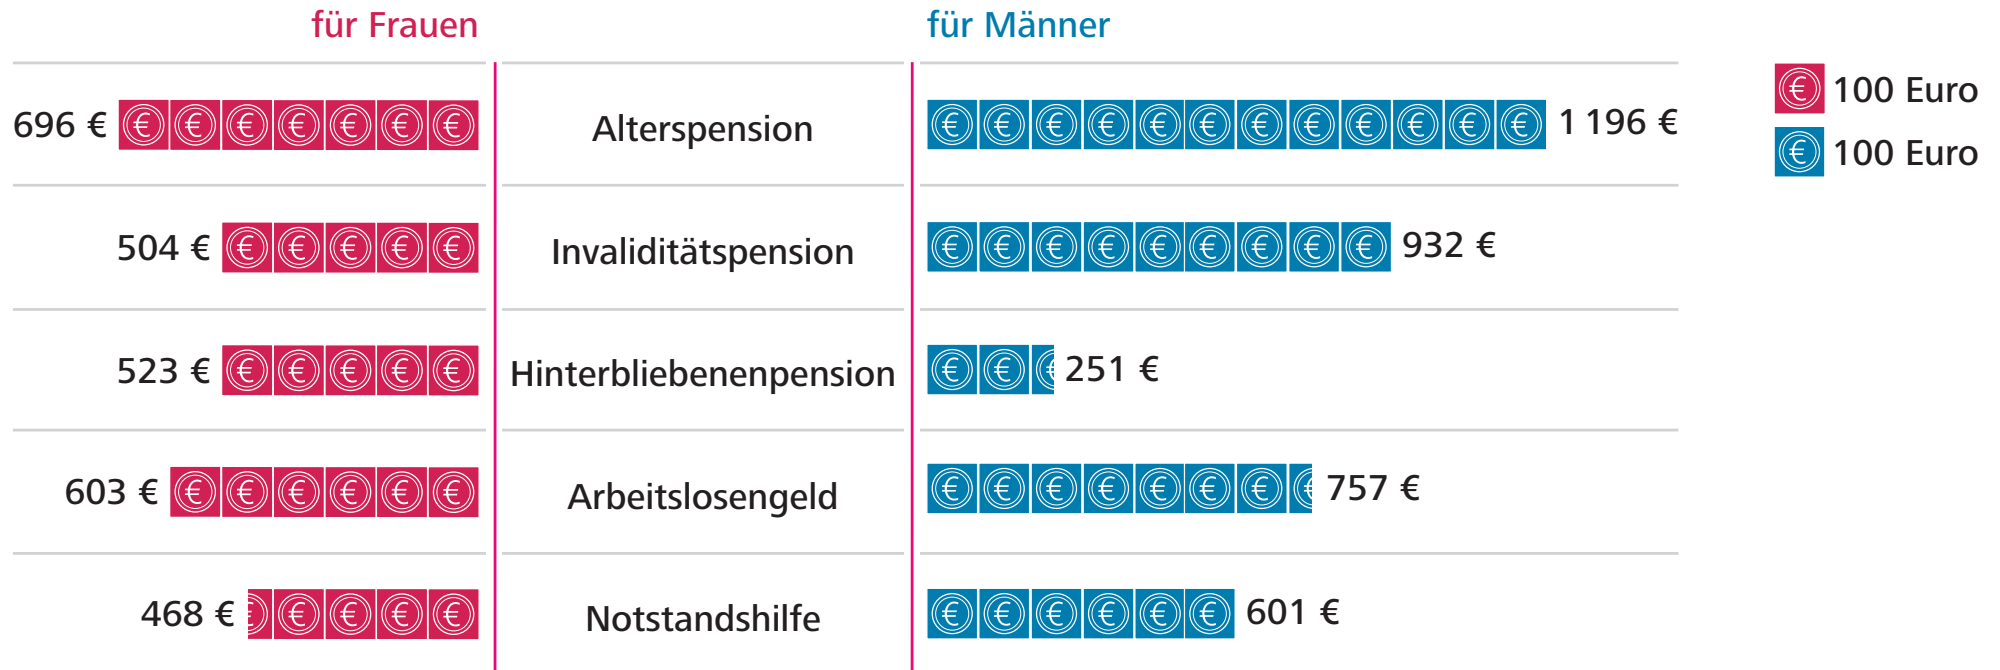 für Frauen
für Männer
696 €
Alterspension
1 196 €
504 €
Invaliditätspension
932 €
523 €
Hinterbliebenenpension
251 €
603 €
Arbeitslosengeld
757 €
468 €
Notstandshilfe
601 €
€ 100 Euro
€ 100 Euro